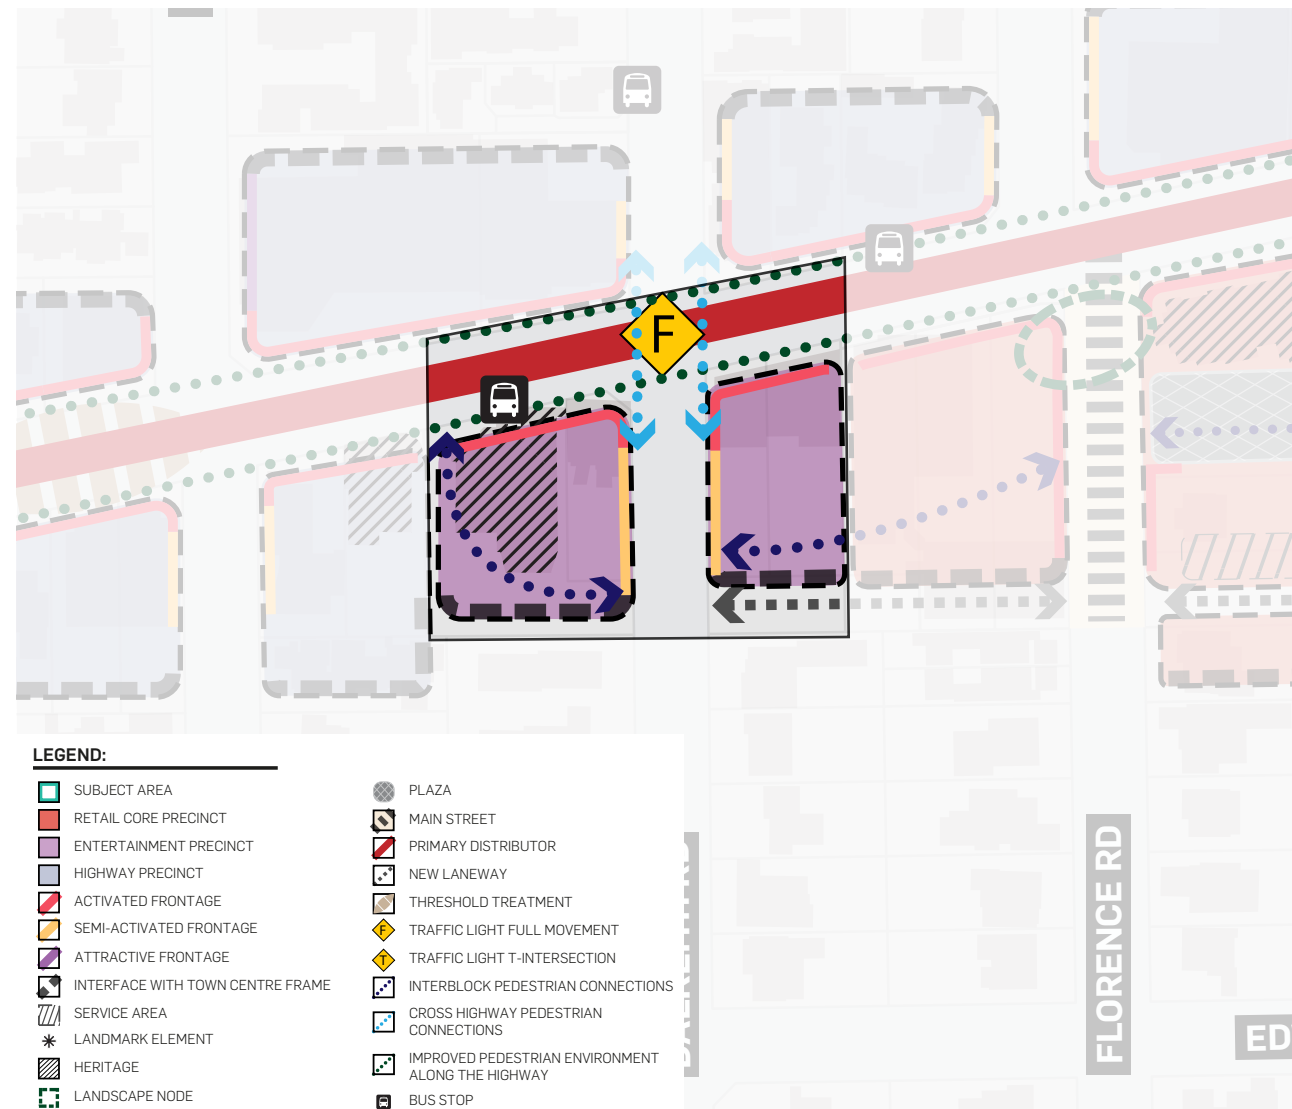 F
LEGEND:
SUBJECT AREA
RETAIL CORE PRECINCT
ENTERTAINMENT PRECINCT
HIGHWAY PRECINCT
ACTIVATED FRONTAGE
SEMI-ACTIVATED FRONTAGE
ATTRACTIVE FRONTAGE
INTERFACE WITH TOWN CENTRE FRAME
SERVICE AREA
LANDMARK ELEMENT
HERITAGE
LANDSCAPE NODE
PLAZA
MAIN STREET
PRIMARY DISTRIBUTOR
NEW LANEWAY
THRESHOLD TREATMENT
F TRAFFIC LIGHT FULL MOVEMENT
T TRAFFIC LIGHT T-INTERSECTION
INTERBLOCK PEDESTRIAN CONNECTIONS
CROSS HIGHWAY PEDESTRIAN
CONNECTIONS
IMPROVED PEDESTRIAN ENVIRONMENT
ALONG THE HIGHWAY
BUS STOP
FLORENCE RD
ED